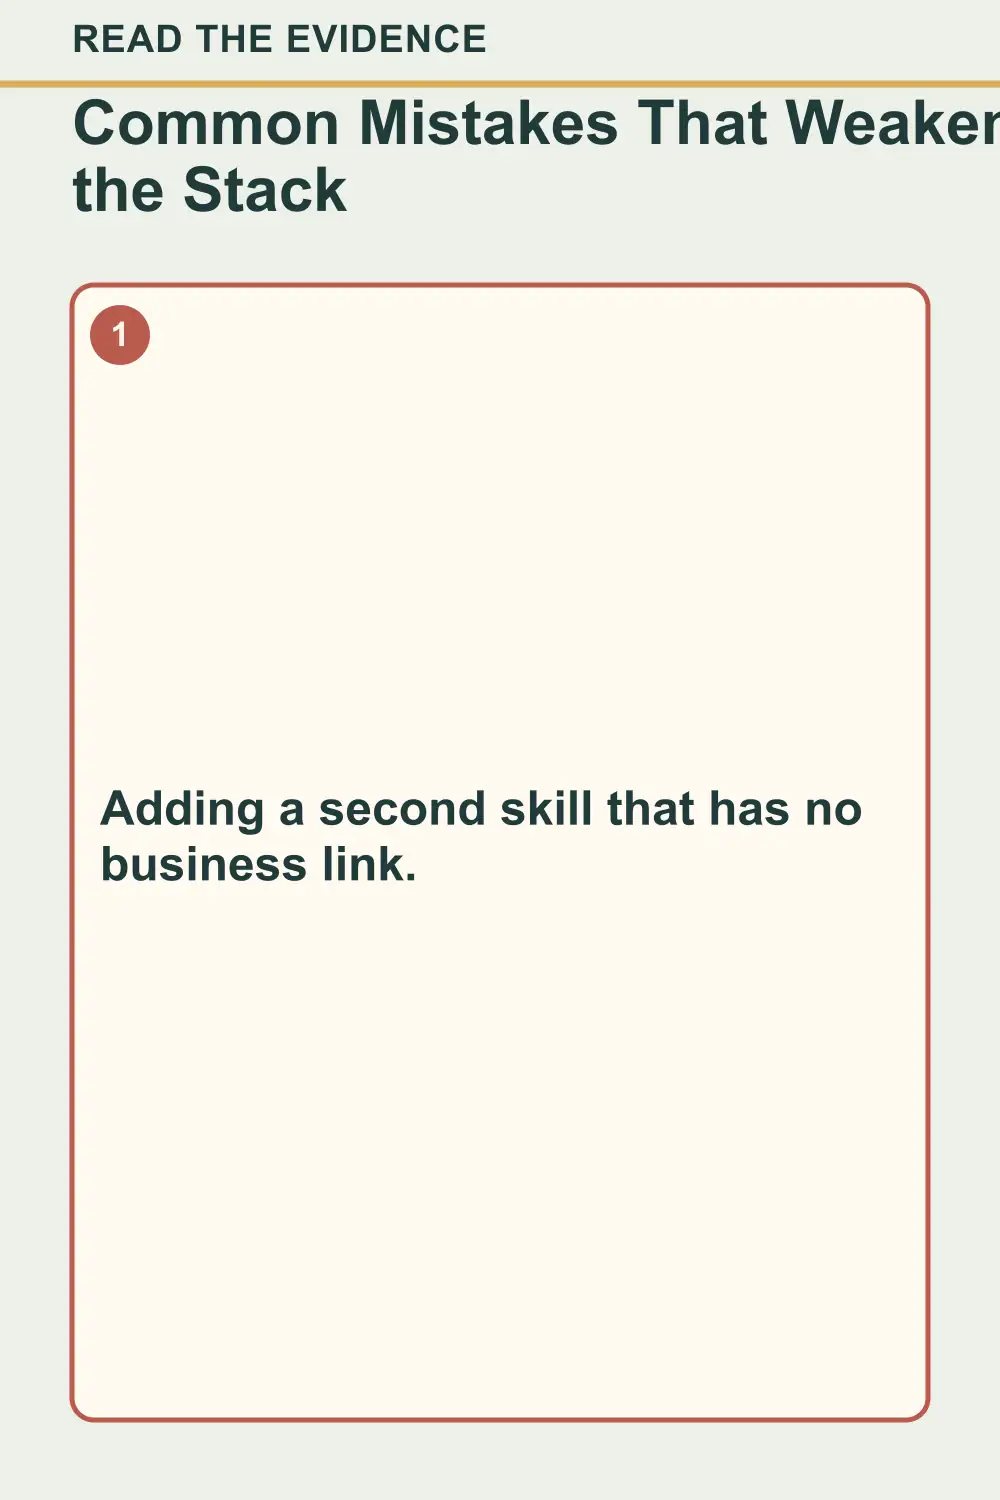 READ THE EVIDENCE
Common Mistakes That Weaken
the Stack
1
Adding a second skill that has no
business link.